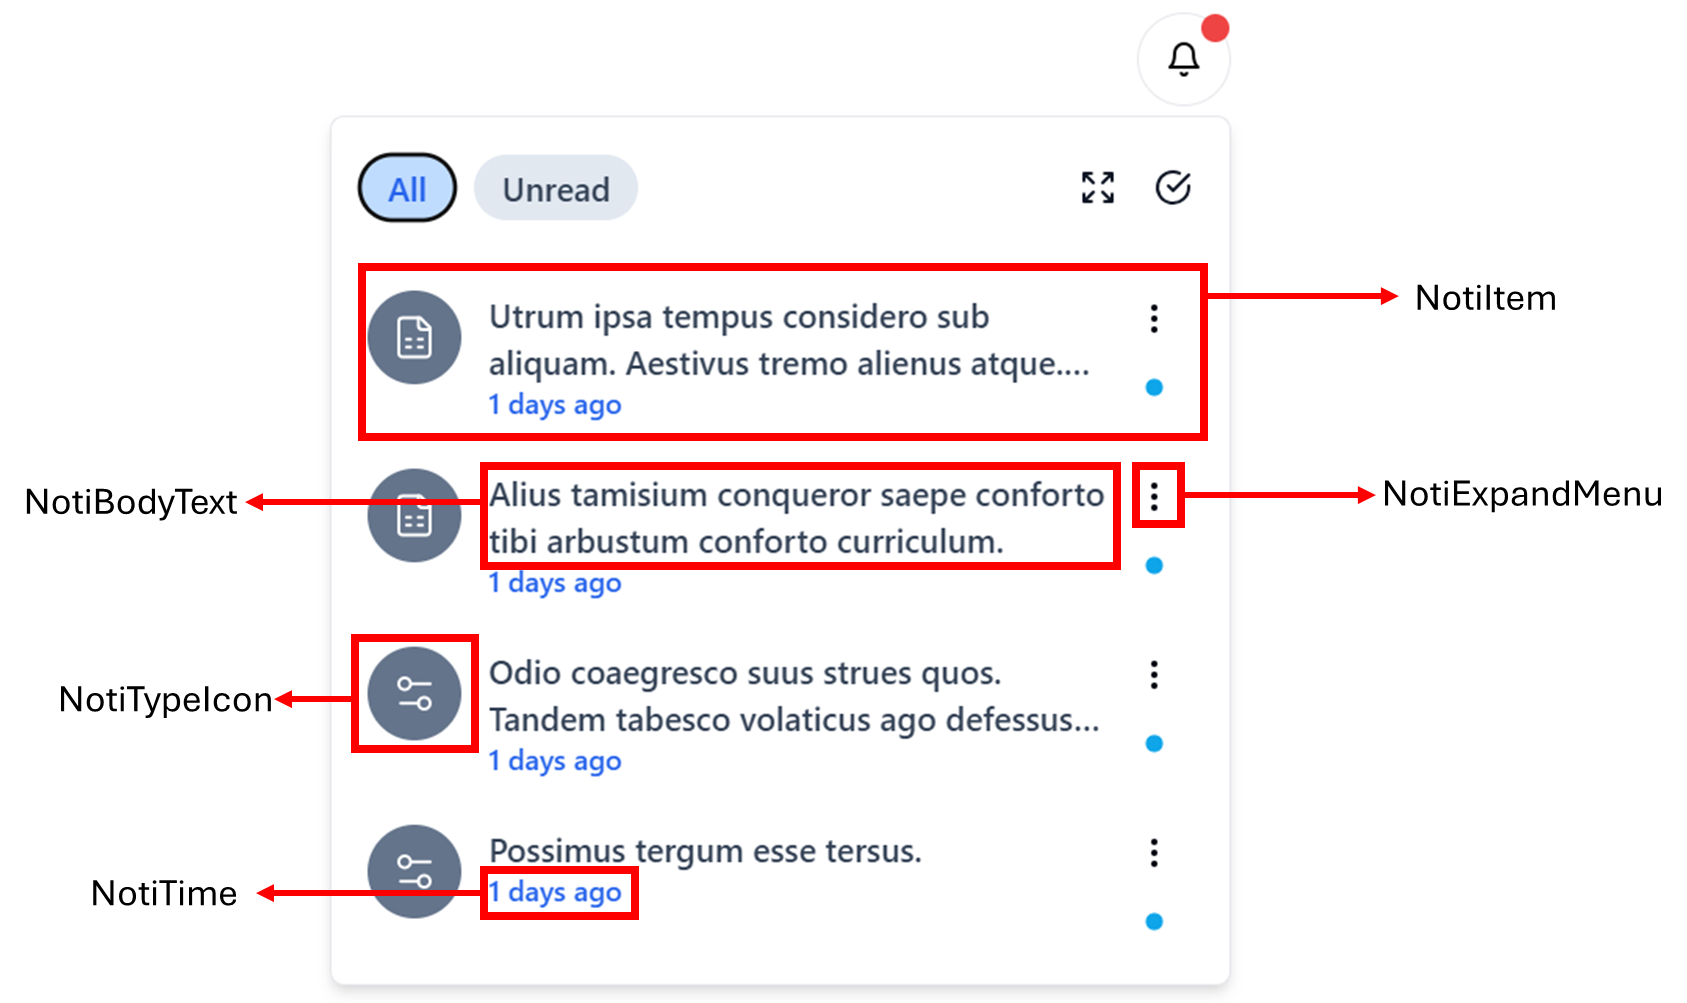 All Unread
Utrum ipsa tempus considero sub
aliquam. Aestivus tremo alienus atque....
1 days ago
NotiItem
Alius tamisium conqueror saepe conforto
tibi arbustum conforto curriculum.
1 days ago
NotiBodyText
NotiExpandMenu
Odio coaegresco suus strues quos.
Tandem tabesco volaticus ago defessus...
1 days ago
NotiTypeIcon
Possimus tergum esse tersus.
1 days ago
NotiTime